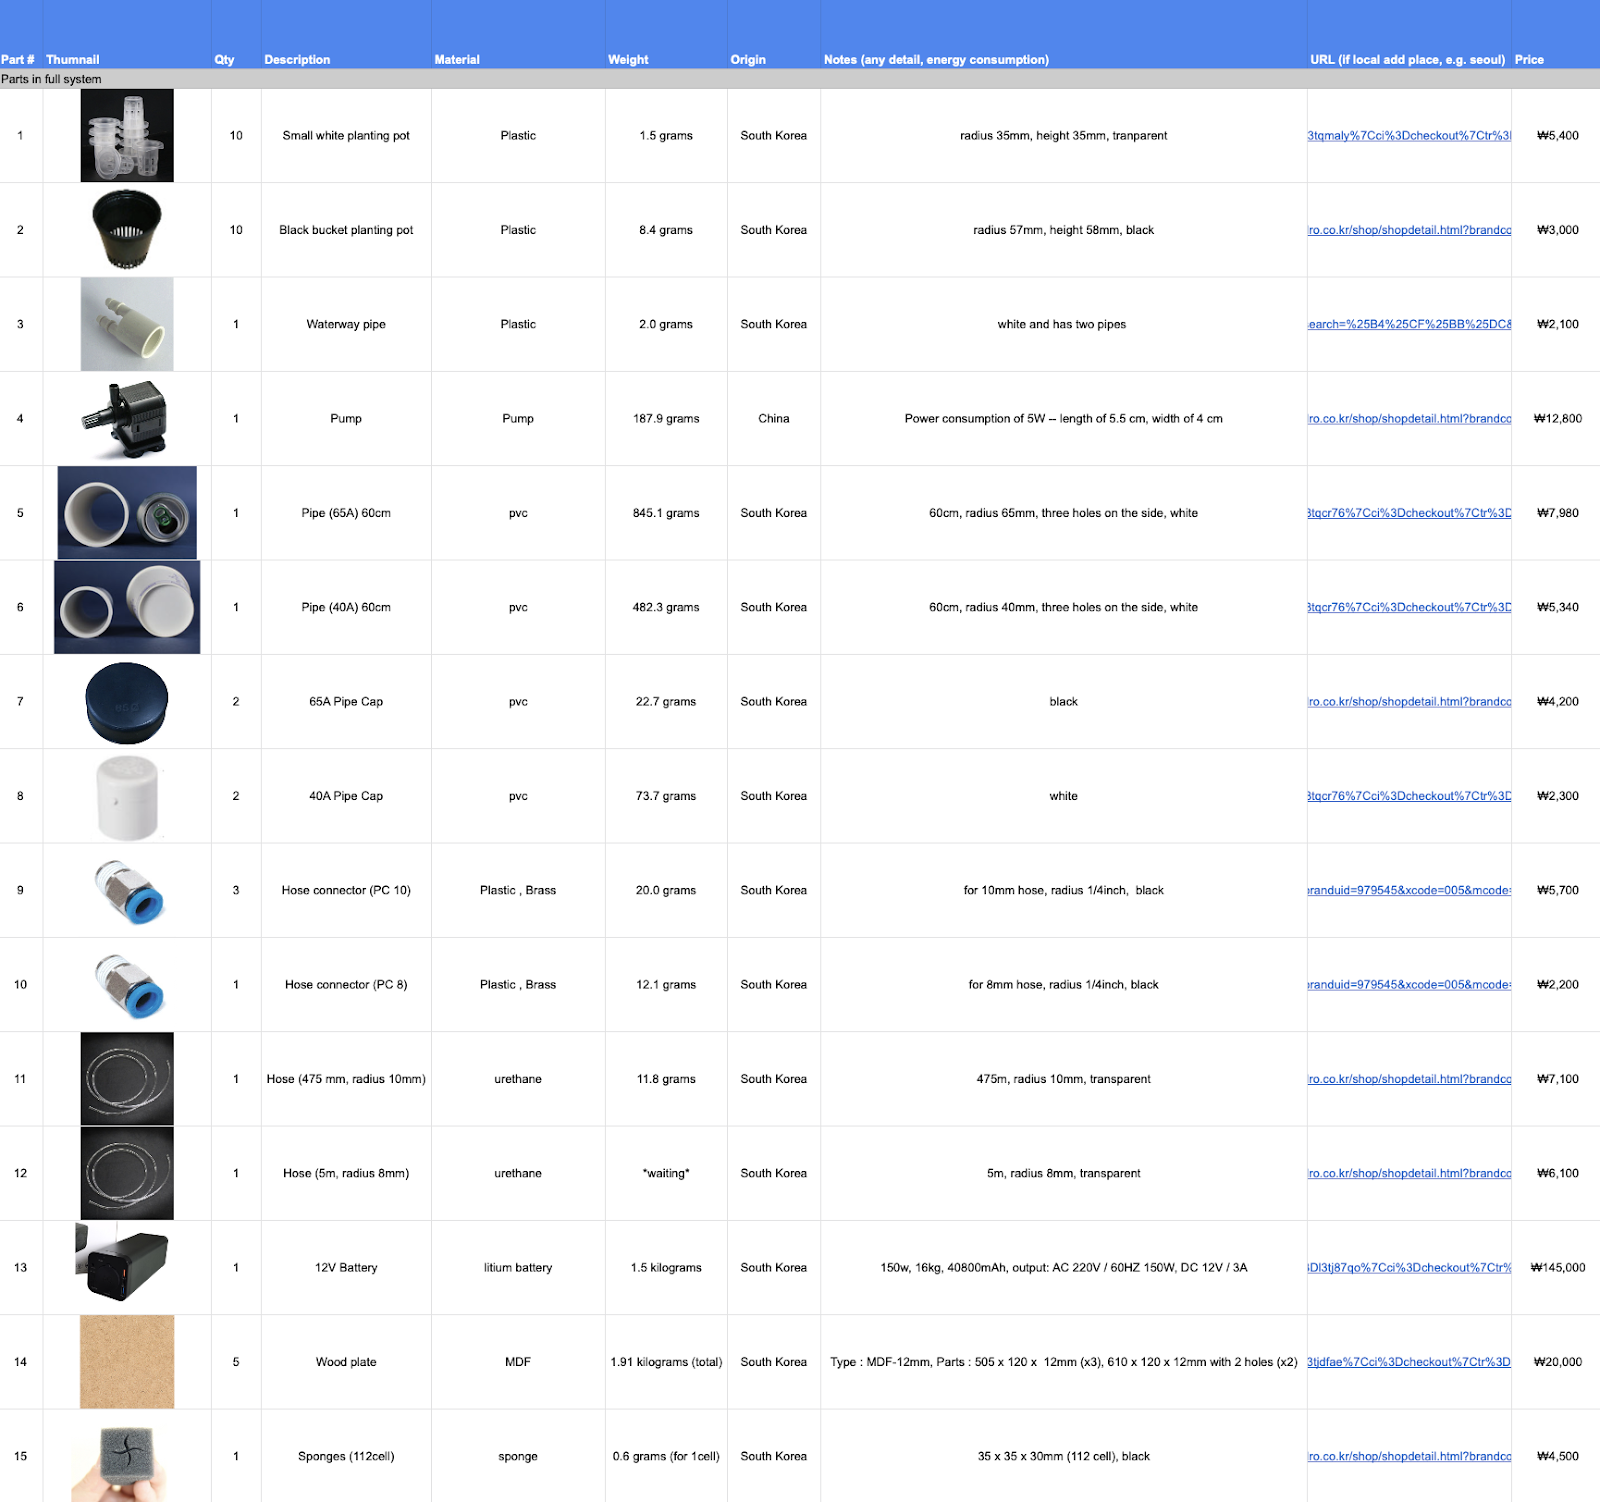 Part # Thumnail Qty Description Material Weight Origin Notes (any detail, energy consumption) URL (if local add place, e.g. seoul) Price
Parts in full system
1 10 Small white planting pot Plastic 1.5 grams South Korea radius 35mm, height 35mm, tranparent 3tqmaly%7Cci%3Dcheckout%7Ctr%3 ₩5,400
2 10 Black bucket planting pot Plastic 8.4 grams South Korea radius 57mm, height 58mm, black ro.co.kr/shop/shopdetail.html?brandco ₩3,000
3 1 Waterway pipe Plastic 2.0 grams South Korea white and has two pipes earch=%25B4%25CF%25BB%25DC& ₩2,100
4 1 Pump Pump 187.9 grams China Power consumption of 5W -- length of 5.5 cm, width of 4 cm ro.co.kr/shop/shopdetail.html?brandco ₩12,800
5 1 Pipe (65A) 60cm pvc 845.1 grams South Korea 60cm, radius 65mm, three holes on the side, white 3tqcr76%7Cci%3Dcheckout%7Ctr%3D ₩7,980
6 1 Pipe (40A) 60cm pvc 482.3 grams South Korea 60cm, radius 40mm, three holes on the side, white 3tqcr76%7Cci%3Dcheckout%7Ctr%3D ₩5,340
7 2 65A Pipe Cap pvc 22.7 grams South Korea black ro.co.kr/shop/shopdetail.html?brandco ₩4,200
8 2 40A Pipe Cap pvc 73.7 grams South Korea white 3tqcr76%7Cci%3Dcheckout%7Ctr%3D ₩2,300
9 3 Hose connector (PC 10) Plastic , Brass 20.0 grams South Korea for 10mm hose, radius 1/4inch, black randuid=979545&xcode=005&mcode= ₩5,700
10 1 Hose connector (PC 8) Plastic , Brass 12.1 grams South Korea for 8mm hose, radius 1/4inch, black randuid=979545&xcode=005&mcode= ₩2,200
11 1 Hose (475 mm, radius 10mm) urethane 11.8 grams South Korea 475m, radius 10mm, transparent ro.co.kr/shop/shopdetail.html?brandco ₩7,100
12 1 Hose (5m, radius 8mm) urethane *waiting* South Korea 5m, radius 8mm, transparent ro.co.kr/shop/shopdetail.html?brandco ₩6,100
13 1 12V Battery litium battery 1.5 kilograms South Korea 150w, 16kg, 40800mAh, output: AC 220V / 60HZ 150W, DC 12V / 3A Dl3tj87qo%7Cci%3Dcheckout%7Ctr% ₩145,000
14 5 Wood plate MDF 1.91 kilograms (total) South Korea Type : MDF-12mm, Parts : 505 x 120 x 12mm (x3), 610 x 120 x 12mm with 2 holes (x2) 3tjdfae%7Cci%3Dcheckout%7Ctr%3D ₩20,000
15 1 Sponges (112cell) sponge 0.6 grams (for 1cell) South Korea 35 x 35 x 30mm (112 cell), black ro.co.kr/shop/shopdetail.html?brandco ₩4,500